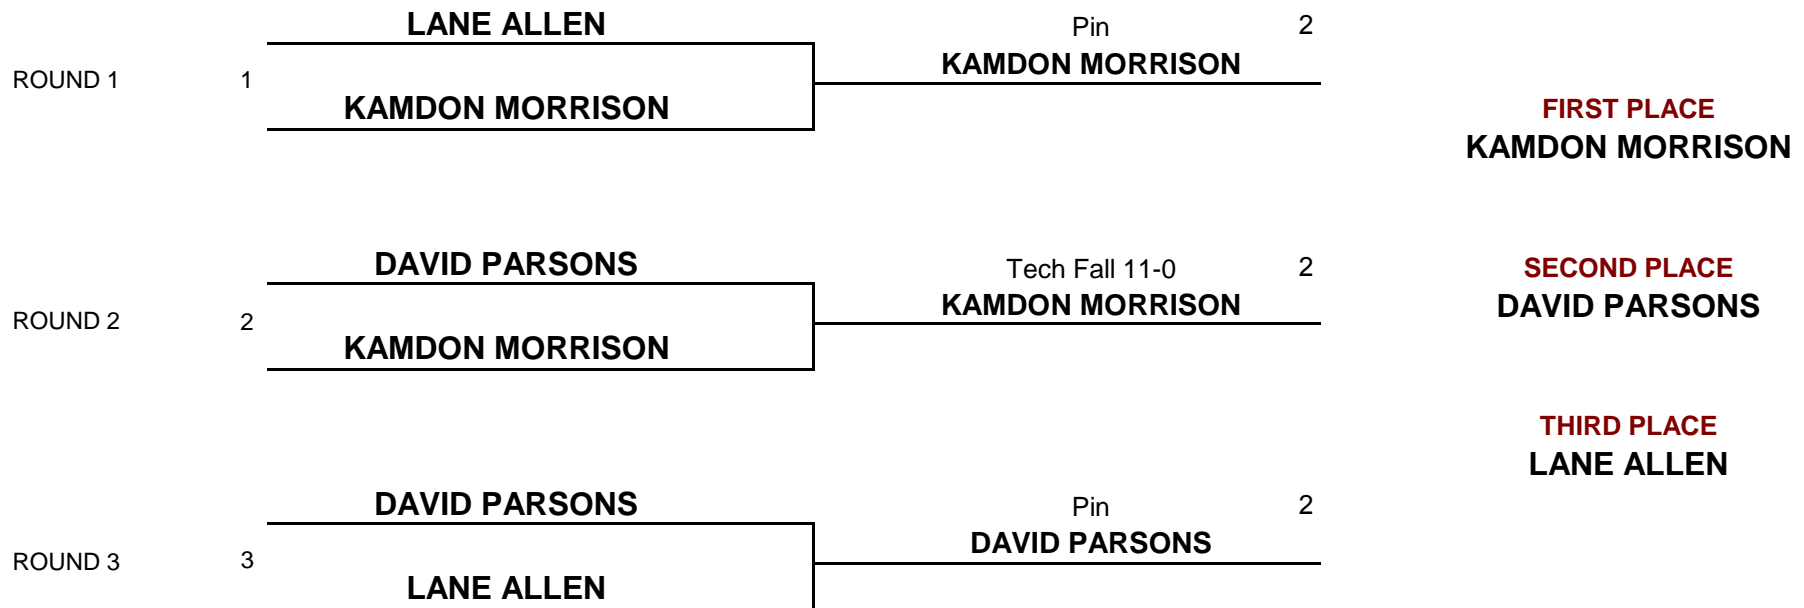 LANE ALLEN
Pin 2
KAMDON MORRISON
ROUND 1 1
KAMDON MORRISON
FIRST PLACE
KAMDON MORRISON
DAVID PARSONS
Tech Fall 11-0 2
SECOND PLACE
KAMDON MORRISON
DAVID PARSONS
ROUND 2 2
KAMDON MORRISON
THIRD PLACE
LANE ALLEN
DAVID PARSONS
Pin 2
DAVID PARSONS
ROUND 3 3
LANE ALLEN